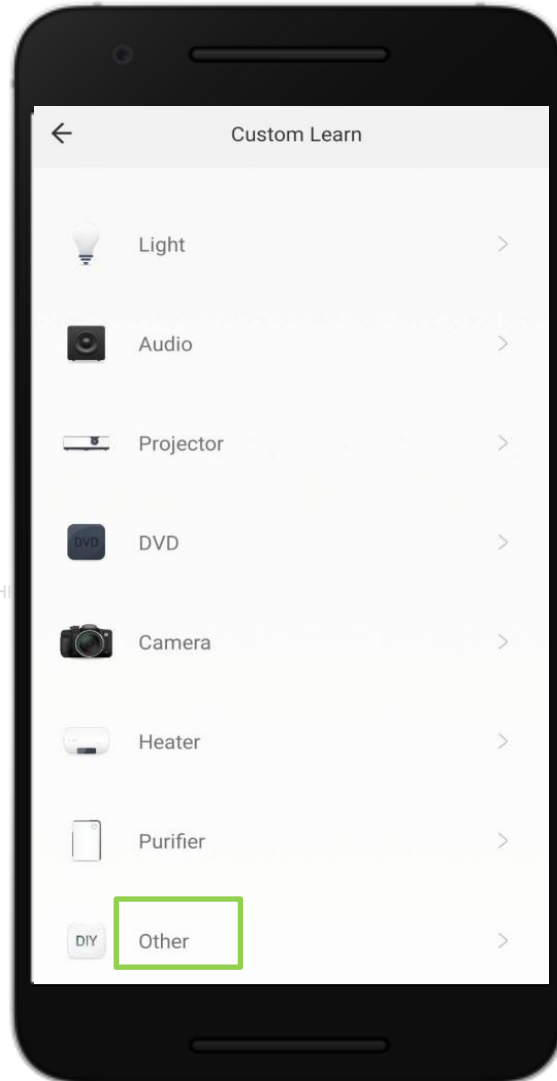 Custom Learn
Light
Audio
Projector
DVD
DVD
Camera
Heater
Purifier
DIY
Other